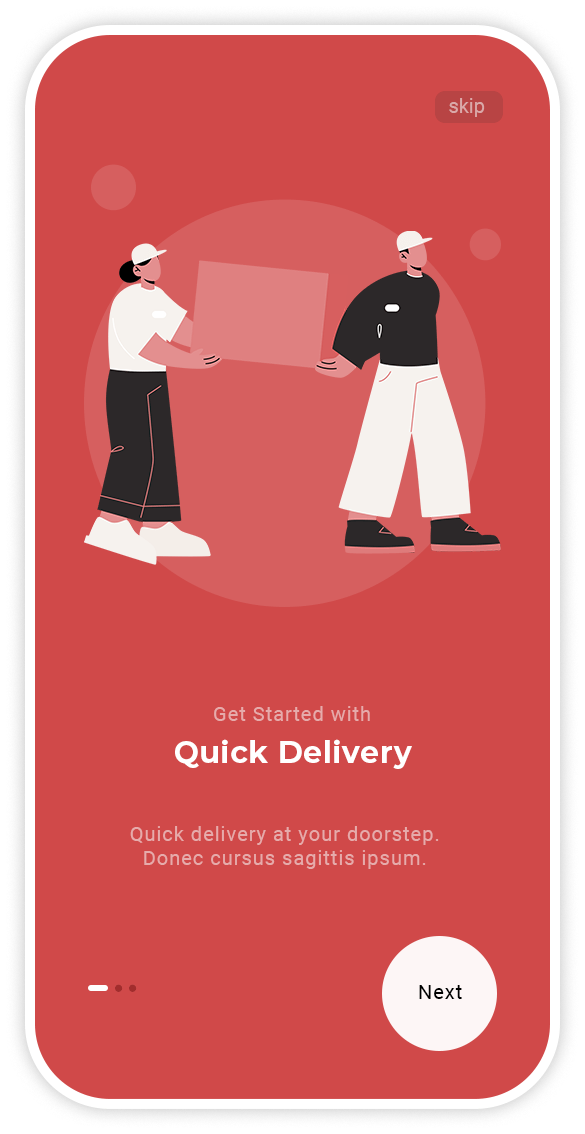 skip
Get Started with
Quick Delivery
Quick delivery at your doorstep.
Donec cursus sagittis ipsum.
Next